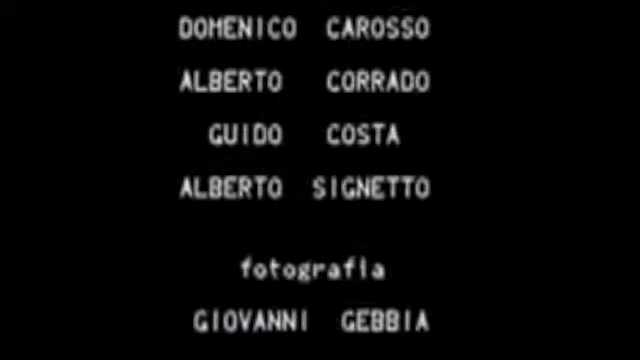 DOMENICO CAROSSO
ALBERTO CORRADO
GUIDO COSTA
ALBERTO SIGNETTO
fotografia
GIOVANNI GEBBIA